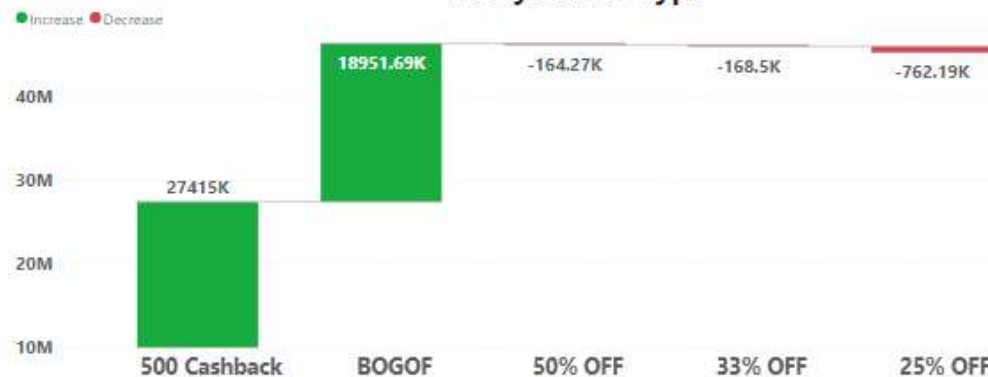 Increase Decrease
18951.69K
-164.27K
-168.5K
-762.19K
40M
30M
27415K
20M
10M
500 Cashback
BOGOF
50% OFF
33% OFF
25% OFF